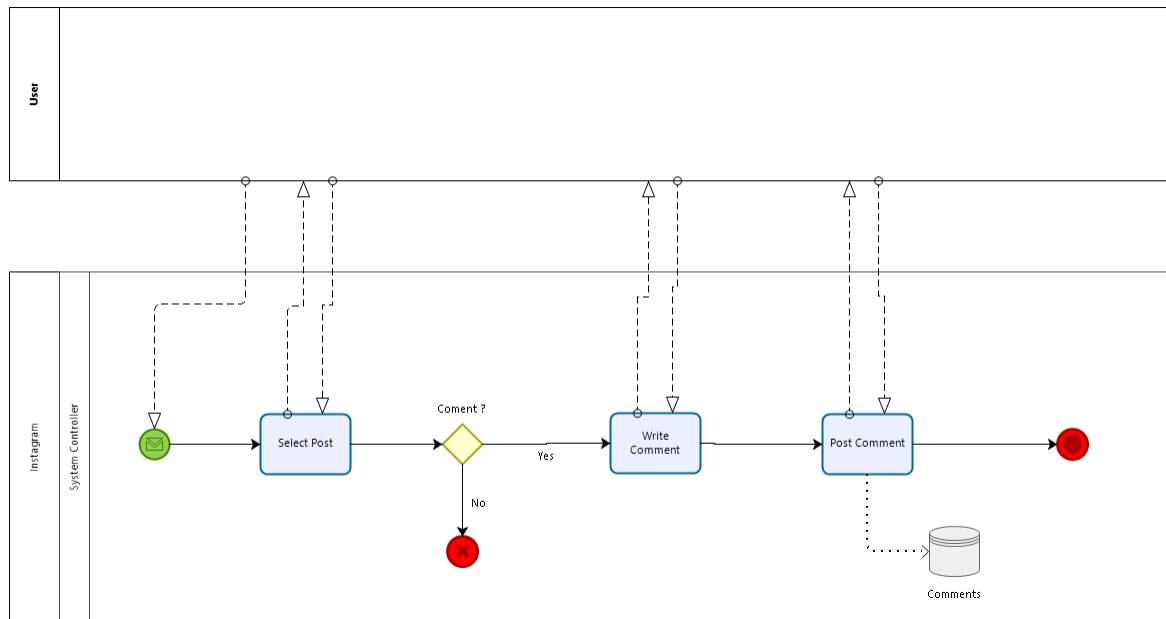 User
Instagram
System Controller
Select Post
Coment ?
Yes
No
Write
Comment
Post Comment
Comments